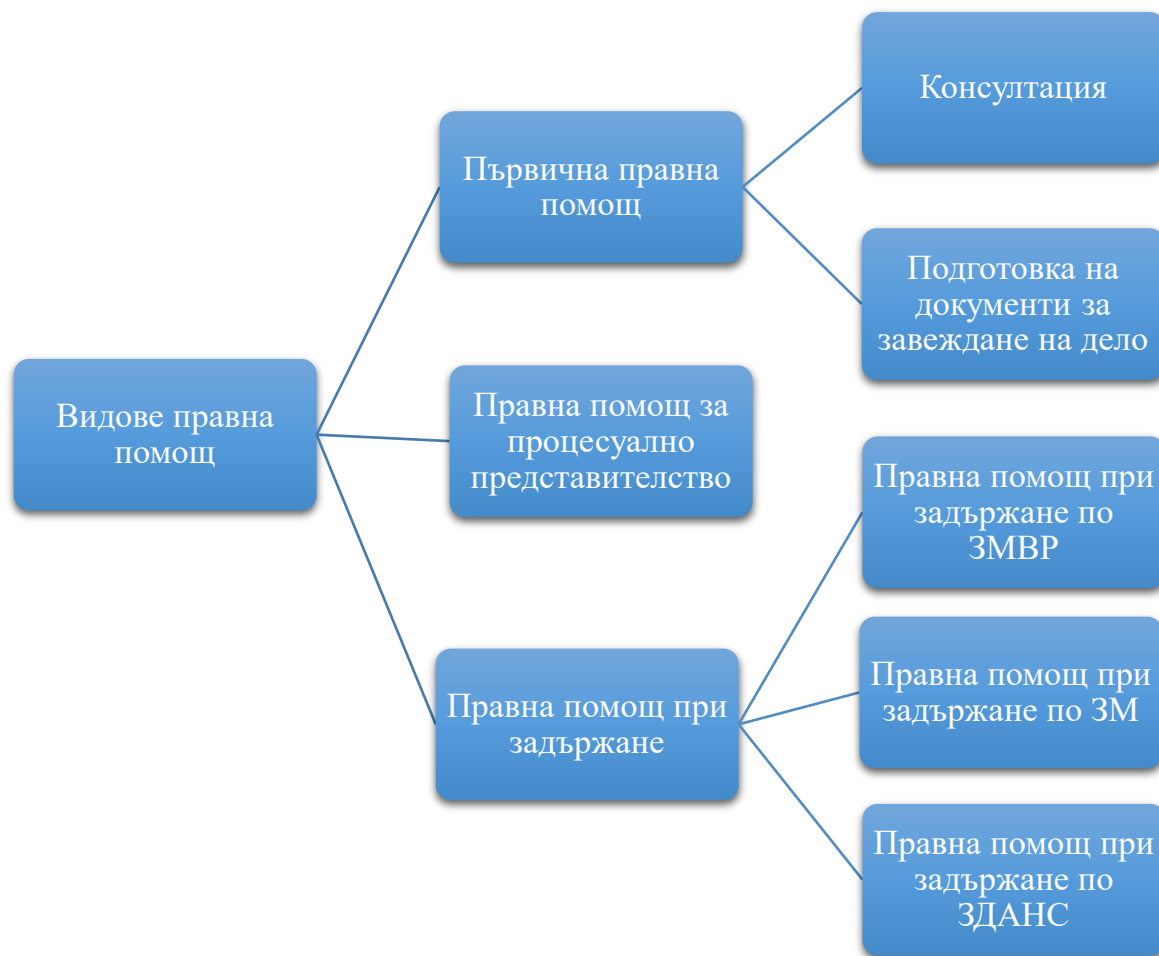 Видове правна
помощ
Първична правна
помощ
Консултация
Подготовка на
документи за
завеждане на дело
Правна помощ за
процесуално
представителство
Правна помощ при
задържане
Правна помощ при
задържане по
ЗМВР
Правна помощ при
задържане по ЗМ
Правна помощ при
задържане по
ЗДАНС